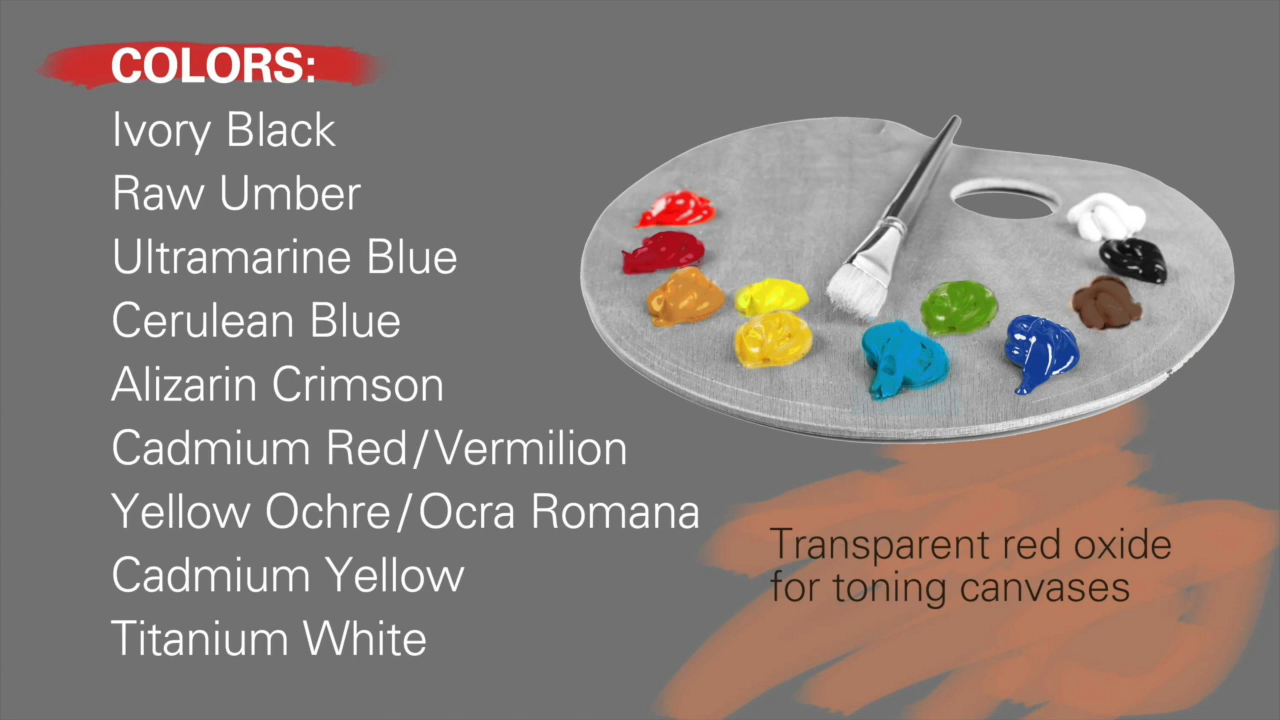 COLORS:
Ivory Black
Raw Umber
Ultramarine Blue
Cerulean Blue
Alizarin Crimson
Cadmium Red/Vermilion
Yellow Ochre/Ocra Romana
Cadmium Yellow
Titanium White
Transparent red oxide
for toning canvases